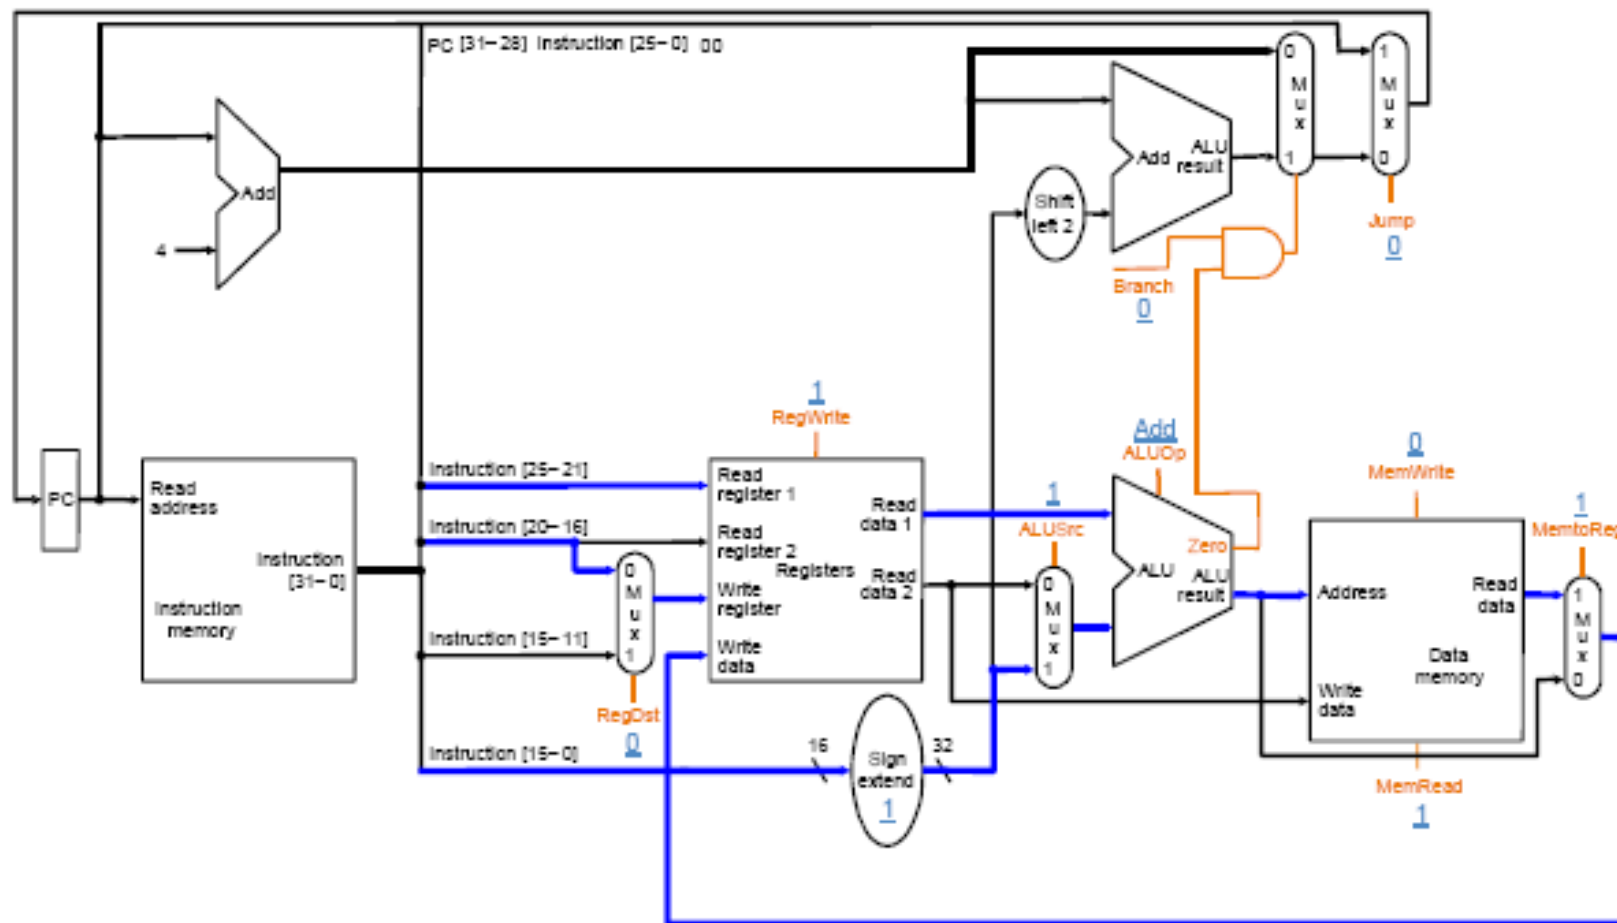 PC [31-28] Instruction [25-0] 00
0
M
u
x
1
1
M
u
x
0
Add
4
Add
ALU
result
Shift
left 2
Jump
0
Branch
0
1
RegWrite
Add
ALUOp
0
MemWrite
1
MemtoReg
PC
Read
address
Instruction
[31-0]
Instruction
memory
Instruction [25-21]
Instruction [20-16]
Instruction [15-11]
Instruction [15-0]
0
M
u
x
1
RegDst
0
Read
register 1
Read
register 2
Write
register
Write
data
Registers
Read
data 1
Read
data 2
1
ALUSrc
0
M
u
x
1
Zero
ALU
ALU
result
Address
Read
data
Data
memory
Write
data
1
M
u
x
0
MemRead
1
16
Sign
extend
1
32